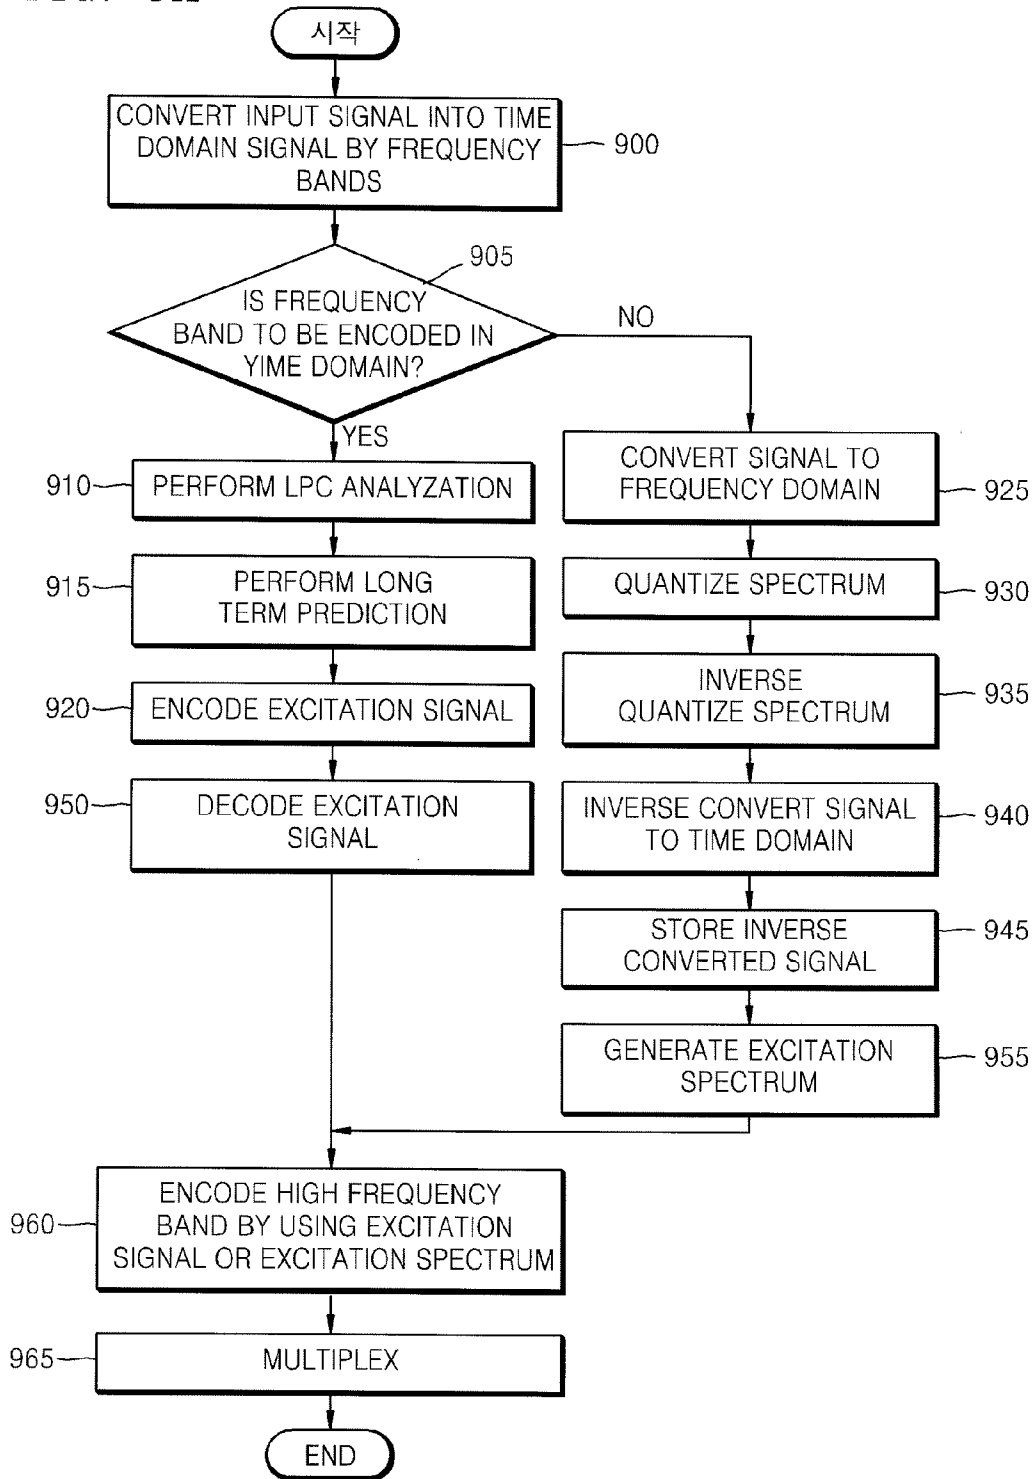 시작
CONVERT INPUT SIGNAL INTO TIME
DOMAIN SIGNAL BY FREQUENCY
BANDS
900
905
IS FREQUENCY
BAND TO BE ENCODED IN
YIME DOMAIN?
NO
YES
910
PERFORM LPC ANALYZATION
915
PERFORM LONG
TERM PREDICTION
920
ENCODE EXCITATION SIGNAL
950
DECODE EXCITATION
SIGNAL
CONVERT SIGNAL TO
FREQUENCY DOMAIN
925
QUANTIZE SPECTRUM
930
INVERSE
QUANTIZE SPECTRUM
935
INVERSE CONVERT SIGNAL
TO TIME DOMAIN
940
STORE INVERSE
CONVERTED SIGNAL
945
GENERATE EXCITATION
SPECTRUM
955
960
ENCODE HIGH FREQUENCY
BAND BY USING EXCITATION
SIGNAL OR EXCITATION SPECTRUM
965
MULTIPLEX
END